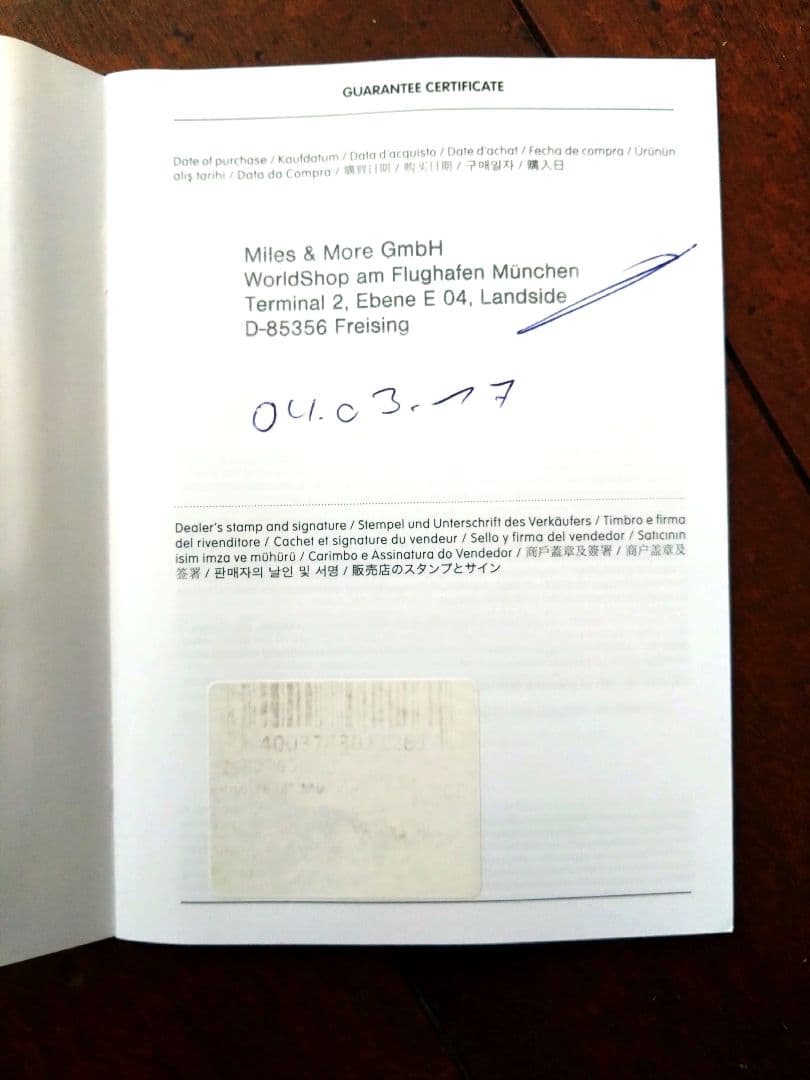 GUARANTEE CERTIFICATE
Date of purchase / Kaufdatum / Data d'acquisto / Date d'achat / Fecha de compra / Ürünün
alış tarihi / Data da Compra / 購買日期 / 购买日期 / 구매일자 / 購入日
Miles & More GmbH
WorldShop am Flughafen München
Terminal 2, Ebene E 04, Landside
D-85356 Freising
04.03.17
Dealer's stamp and signature / Stempel und Unterschrift des Verkäufers / Timbro e firma
del rivenditore / Cachet et signature du vendeur / Sello y firma del vendedor / Satıcının
isim imza ve mühürü / Carimbo e Assinatura do Vendedor / 商戶蓋章及簽署 / 商户盖章及
签署 / 판매자의 날인 및 서명 / 販売店のスタンプとサイン